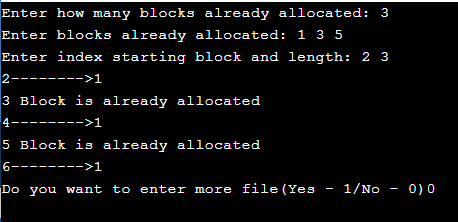 Enter how many blocks already allocated: 3
Enter blocks already allocated: 1 3 5
Enter index starting block and length: 2 3
2-------->1
3 Block is already allocated
4-------->1
5 Block is already allocated
6-------->1
Do you want to enter more file(Yes - 1/No - 0)0